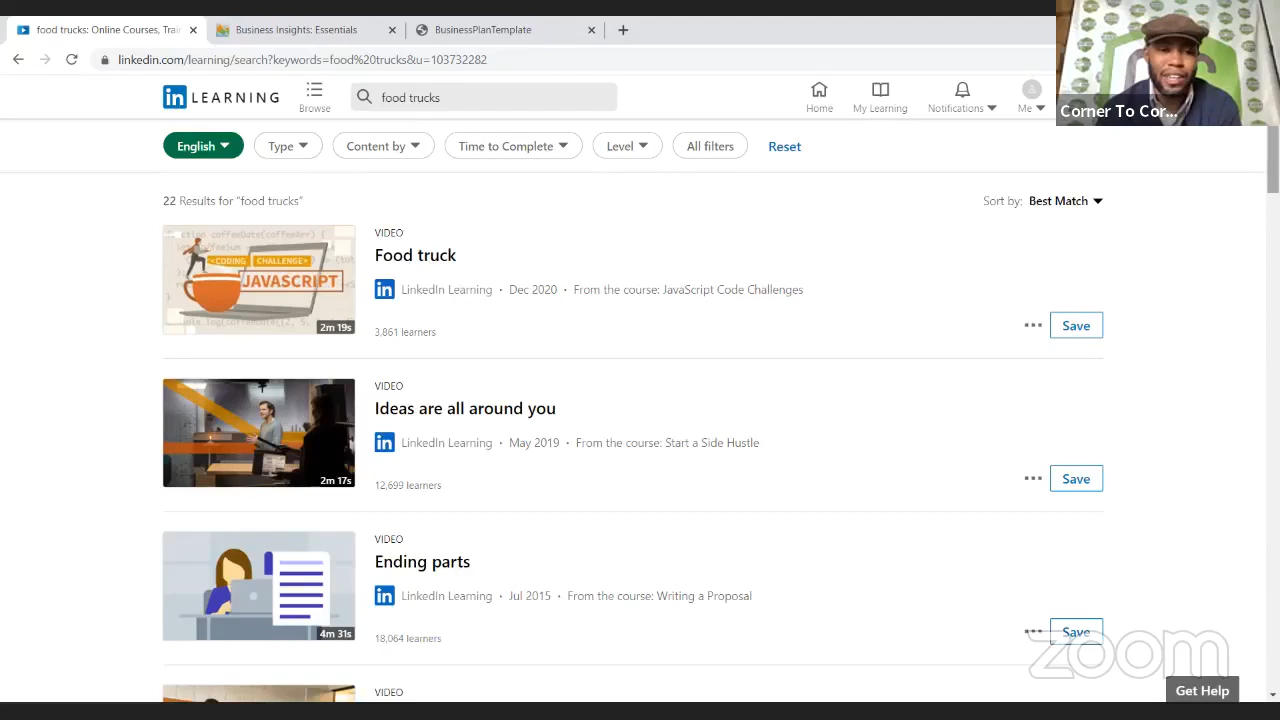 food trucks: Online Courses, Trai
Business Insights: Essentials
BusinessPlanTemplate
linkedin.com/learning/search?keywords=food%20trucks&u=103732282
in LEARNING
Browse
food trucks
Home
My Learning
Notifications
Me
Corner To Cor...
English
Type
Content by
Time to Complete
Level
All filters
Reset
22 Results for "food trucks"
Sort by: Best Match
VIDEO
Food truck
in LinkedIn Learning · Dec 2020 · From the course: JavaScript Code Challenges
3,861 learners
Save
<CODING CHALLENGE>
JAVASCRIPT
2m 19s
VIDEO
Ideas are all around you
in LinkedIn Learning · May 2019 · From the course: Start a Side Hustle
12,699 learners
Save
2m 17s
VIDEO
Ending parts
in LinkedIn Learning · Jul 2015 · From the course: Writing a Proposal
18,064 learners
Save
4m 31s
VIDEO
zoom
Get Help